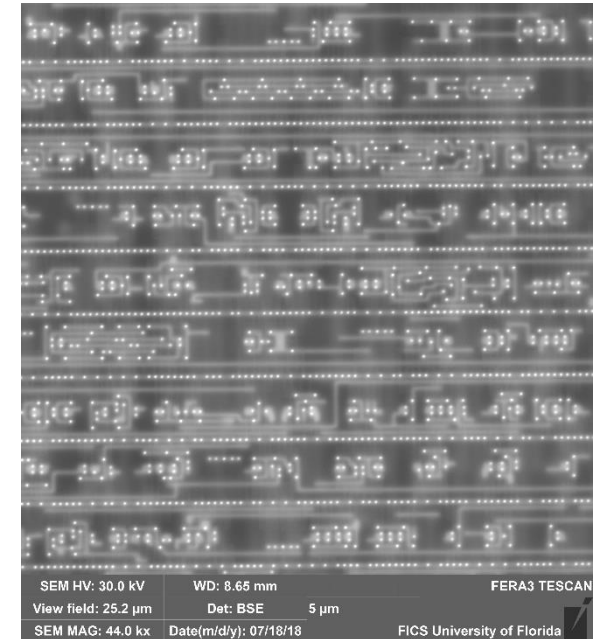 SEM HV: 30.0 kV WD: 8.65 mm FERA3 TESCAN
View field: 25.2 µm Det: BSE 5 µm
SEM MAG: 44.0 kx Date(m/d/y): 07/18/18 FICS University of Florida